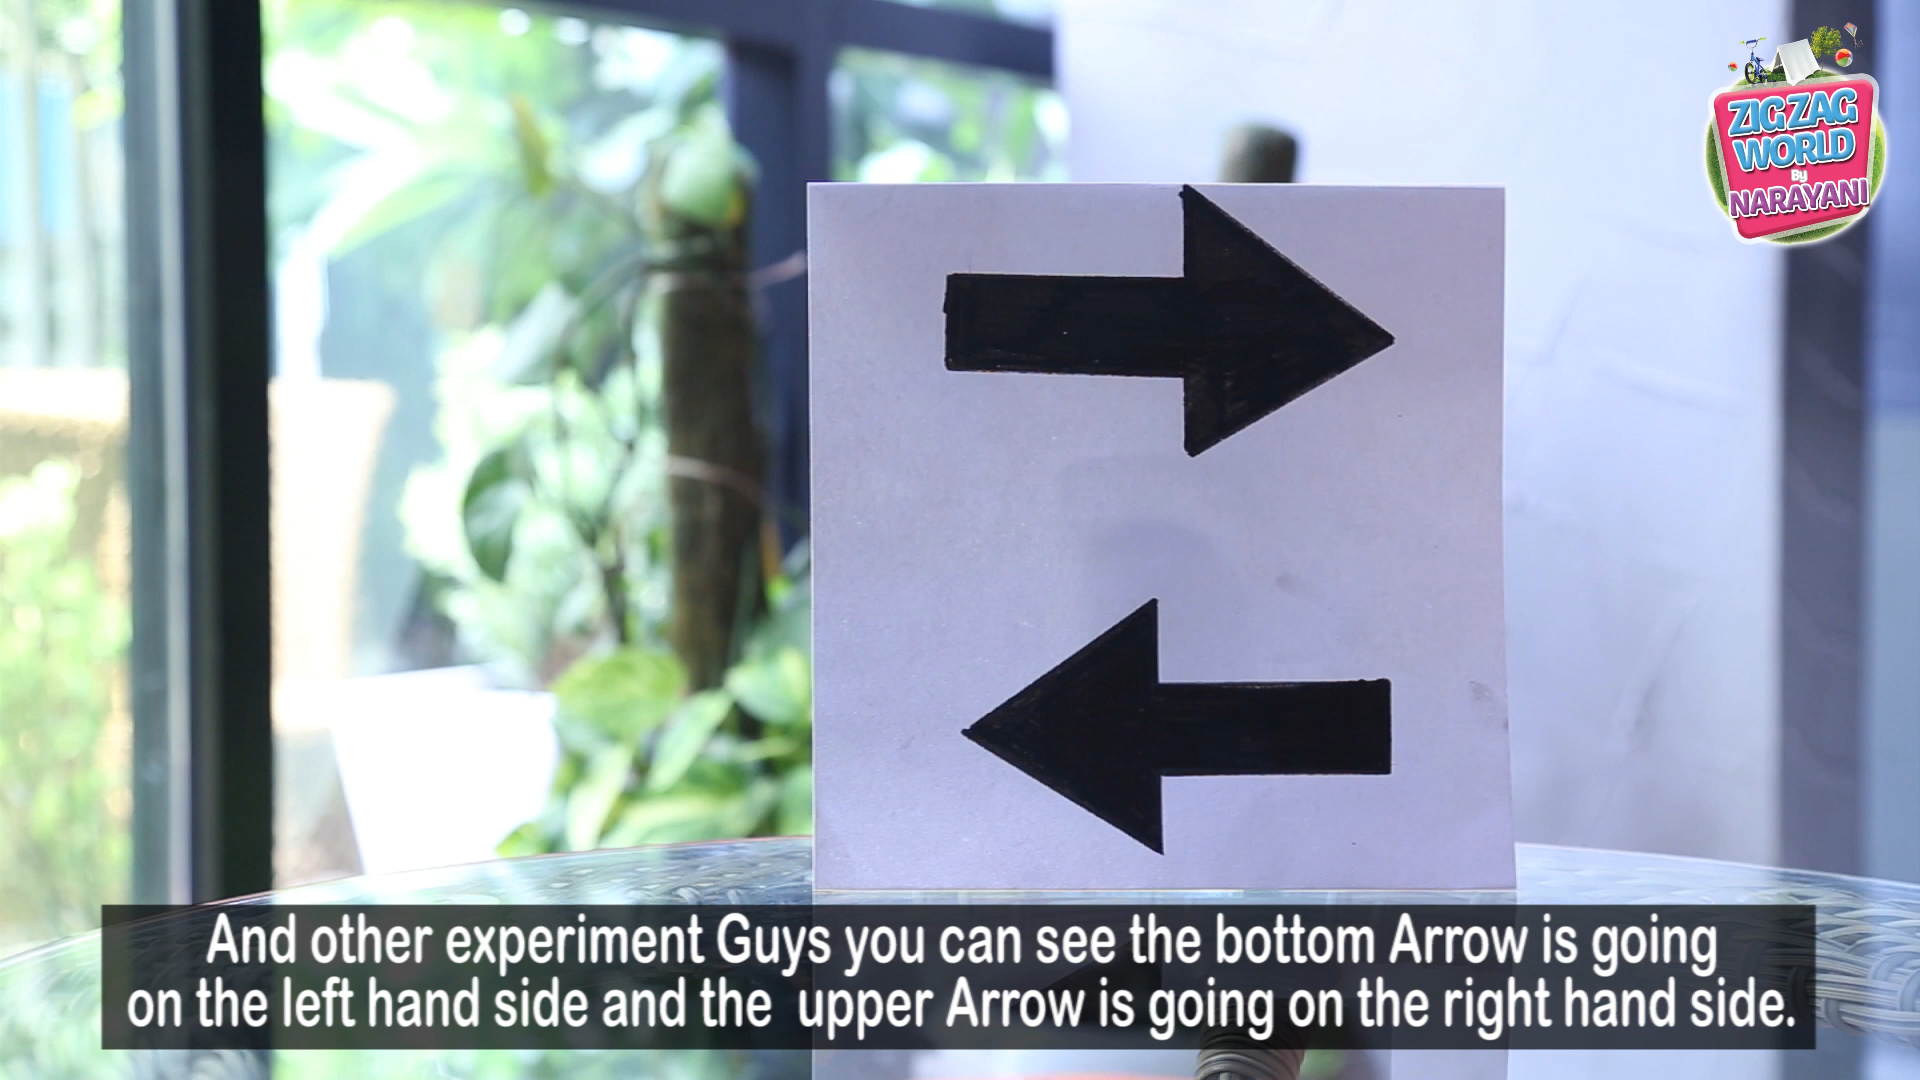 ZIGZAG
WORLD
By
NARAYANI
And other experiment Guys you can see the bottom Arrow is going
on the left hand side and the upper Arrow is going on the right hand side.